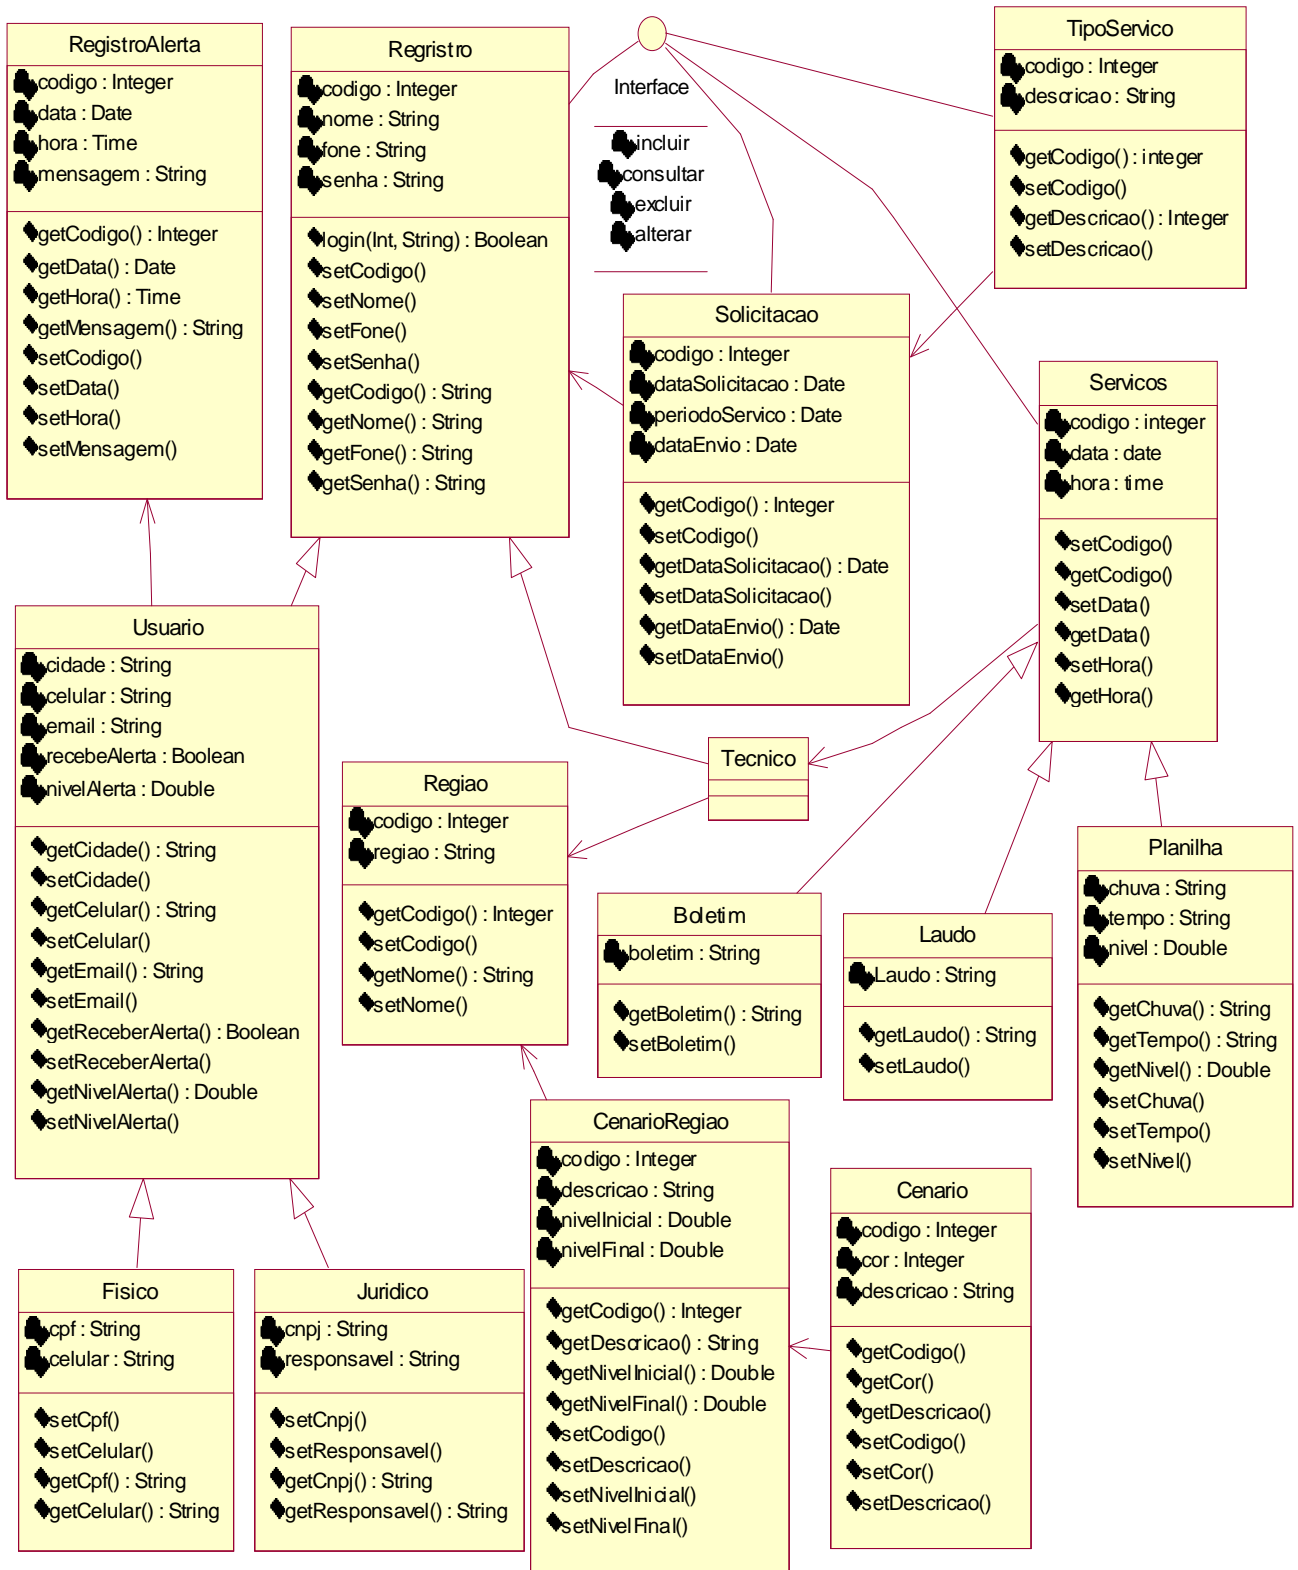 RegistroAlerta
codigo : Integer
data : Date
hora : Time
mensagem : String
getCodigo() : Integer
getData() : Date
getHora() : Time
getMensagem() : String
setCodigo()
setData()
setHora()
setMensagem()
Regristro
codigo : Integer
nome : String
fone : String
senha : String
login(Int, String) : Boolean
setCodigo()
setNome()
setFone()
setSenha()
getCodigo() : String
getNome() : String
getFone() : String
getSenha() : String
Interface
incluir
consultar
excluir
alterar
TipoServico
codigo : Integer
descricao : String
getCodigo() : integer
setCodigo()
getDescricao() : Integer
setDescricao()
Solicitacao
codigo : Integer
dataSolicitacao : Date
periodoServico : Date
dataEnvio : Date
getCodigo() : Integer
setCodigo()
getDataSolicitacao() : Date
setDataSolicitacao()
getDataEnvio() : Date
setDataEnvio()
Servicos
codigo : integer
data : date
hora : time
setCodigo()
getCodigo()
setData()
getData()
setHora()
getHora()
Usuario
cidade : String
celular : String
email : String
recebeAlerta : Boolean
nivelAlerta : Double
getCidade() : String
setCidade()
getCelular() : String
setCelular()
getEmail() : String
setEmail()
getReceberAlerta() : Boolean
setReceberAlerta()
getNivelAlerta() : Double
setNivelAlerta()
Tecnico
Regiao
codigo : Integer
regiao : String
getCodigo() : Integer
setCodigo()
getNome() : String
setNome()
Boletim
boletim : String
getBoletim() : String
setBoletim()
Laudo
Laudo : String
getLaudo() : String
setLaudo()
Planilha
chuva : String
tempo : String
nivel : Double
getChuva() : String
getTempo() : String
getNivel() : Double
setChuva()
setTempo()
setNivel()
CenarioRegiao
codigo : Integer
descricao : String
nivelInicial : Double
nivelFinal : Double
getCodigo() : Integer
getDescricao() : String
getNivelInicial() : Double
getNivelFinal() : Double
setCodigo()
setDescricao()
setNivelInicial()
setNivelFinal()
Cenario
codigo : Integer
cor : Integer
descricao : String
getCodigo()
getCor()
getDescricao()
setCodigo()
setCor()
setDescricao()
Fisico
cpf : String
celular : String
setCpf()
setCelular()
getCpf() : String
getCelular() : String
Juridico
cnpj : String
responsavel : String
setCnpj()
setResponsavel()
getCnpj() : String
getResponsavel() : String